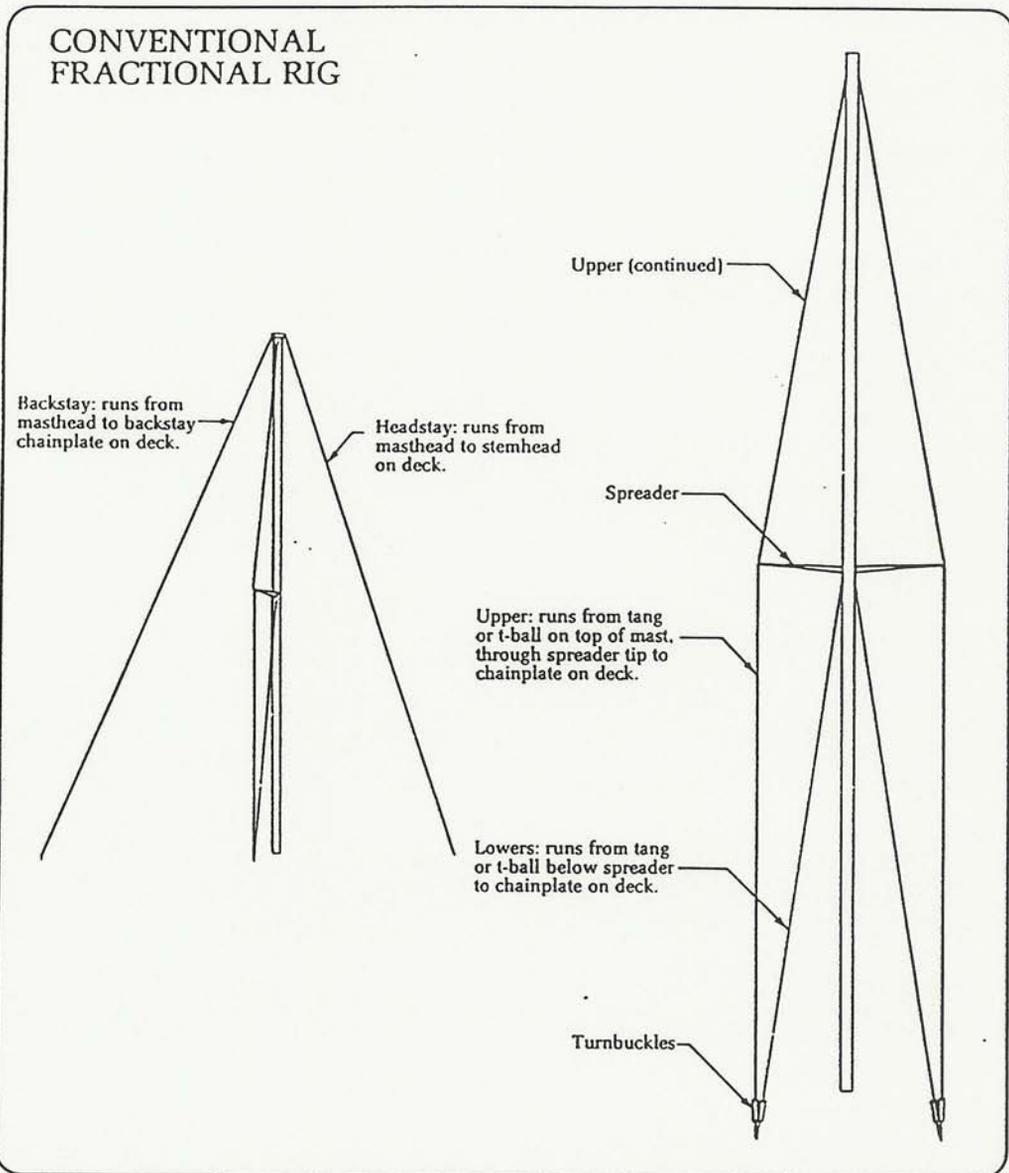 CONVENTIONAL
FRACTIONAL RIG
Upper (continued)
Backstay: runs from
masthead to backstay
chainplate on deck.
Headstay: runs from
masthead to stemhead
on deck.
Spreader
Upper: runs from tang
or t-ball on top of mast,
through spreader tip to
chainplate on deck.
Lowers: runs from tang
or t-ball below spreader
to chainplate on deck.
Turnbuckles